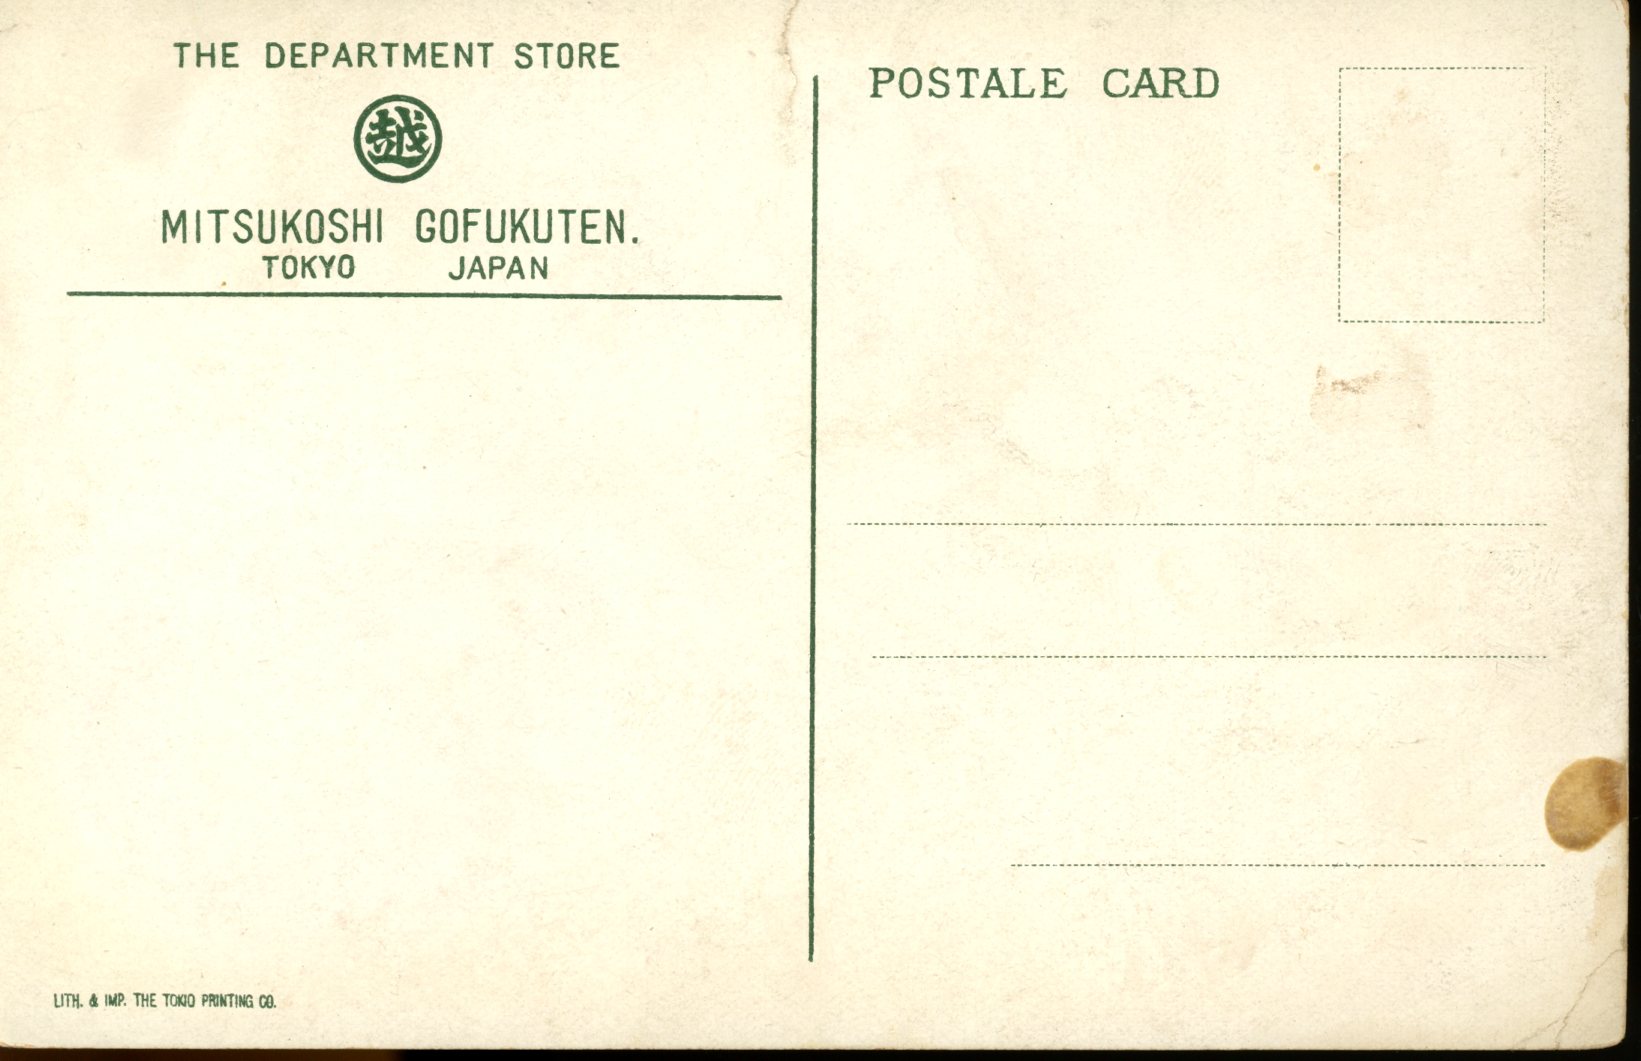 THE DEPARTMENT STORE
越
MITSUKOSHI GOFUKUTEN.
TOKYO JAPAN
POSTALE CARD
LITH. & IMP. THE TOKIO PRINTING CO.